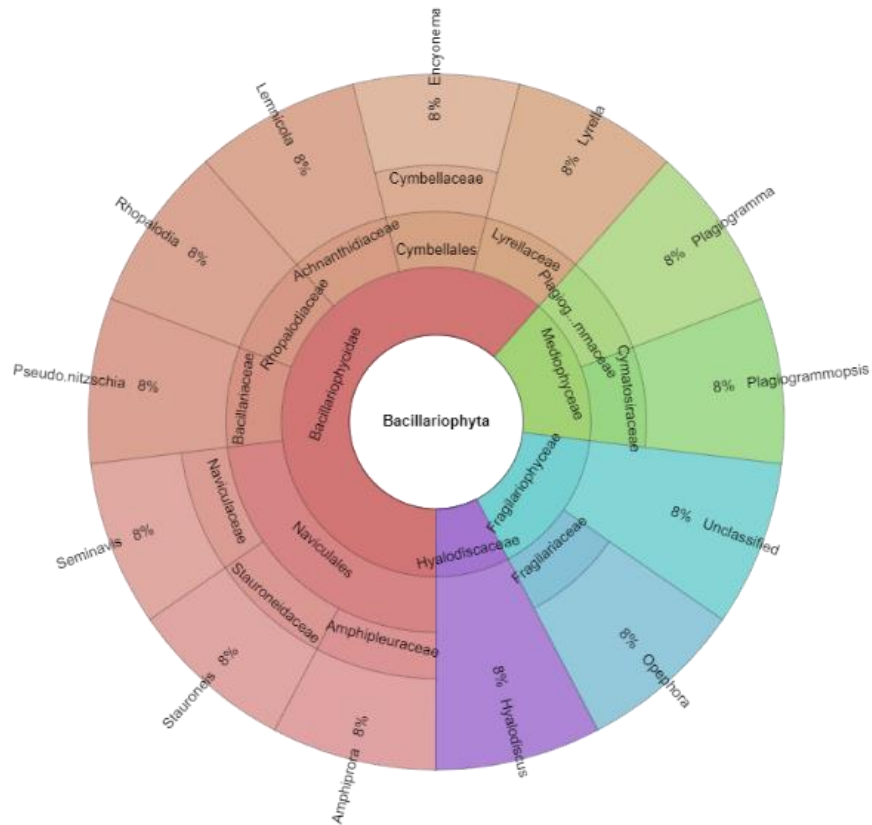 8% Encyonema
8% Lyrella
8% Plagiogramma
8% Plagiogrammopsis
8% Unclassified
8% Opephora
8% Hyalodiscus
Amphiprora 8%
Stauroneis 8%
Seminavis 8%
Pseudo.nitzschia 8%
Rhopalodia 8%
Lemnicola 8%
Cymbellaceae
Cymbellales
Lyrellaceae
Plagiog...mmaceae
Cymatosiraceae
Mediophyceae
Fragilariophyceae
Fragilariaceae
Hyalodiscaceae
Amphipleuraceae
Stauroneidaceae
Naviculaceae
Naviculales
Bacillariaceae
Rhopalodiaceae
Achnanthidiaceae
Bacillariophycidae
Bacillariophyta